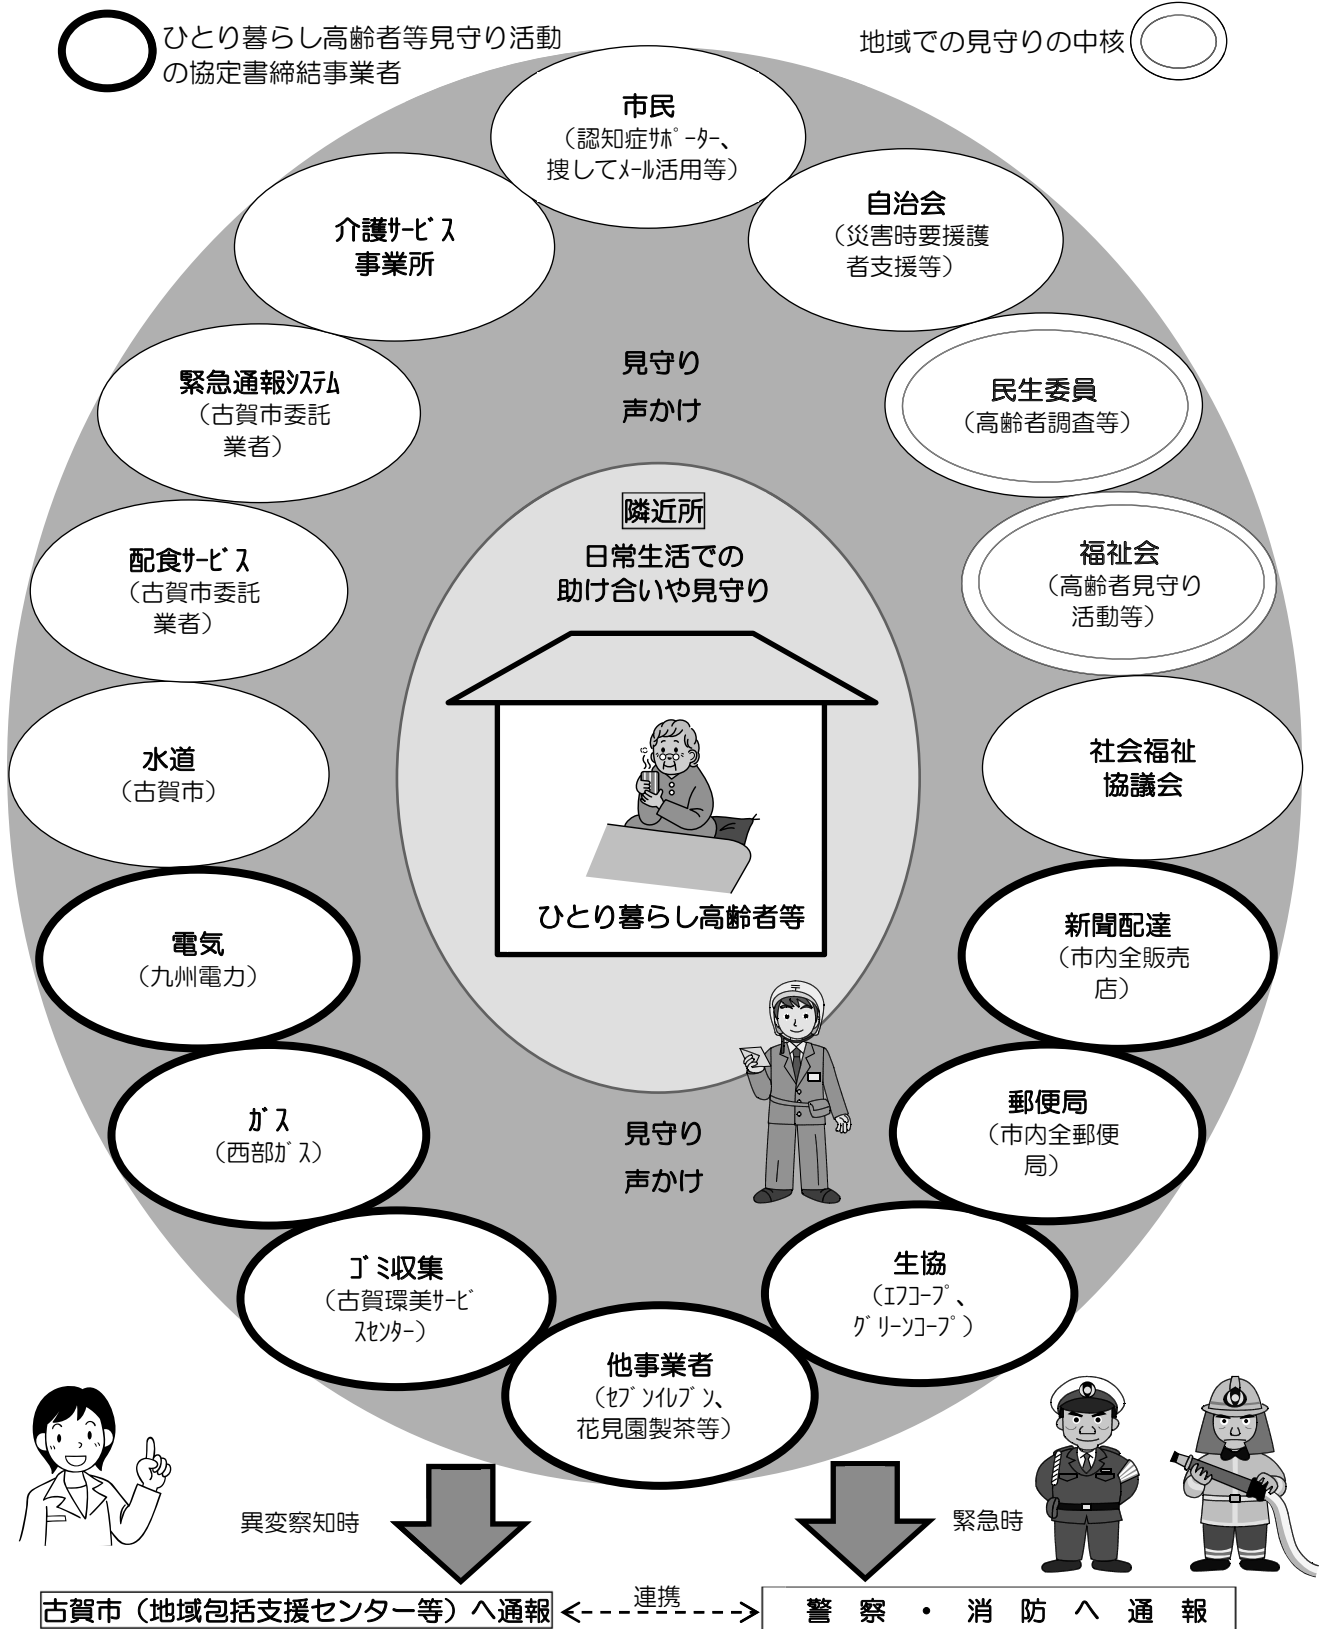 ひとり暮らし高齢者等見守り活動
の協定書締結事業者
地域での見守りの中核
市民
（認知症ｻﾎﾟｰﾀｰ、
捜してﾒｰﾙ活用等）
自治会
（災害時要援護
者支援等）
民生委員
（高齢者調査等）
福祉会
（高齢者見守り
活動等）
社会福祉
協議会
新聞配達
（市内全販売
店）
郵便局
（市内全郵便
局）
生協
（ｴﾌｺｰﾌﾟ、
ｸﾞﾘｰﾝｺｰﾌﾟ）
他事業者
（ｾﾌﾞﾝｲﾚﾌﾞﾝ、
花見園製茶等）
ｺﾞﾐ収集
（古賀環美ｻｰﾋﾞ
ｽｾﾝﾀｰ）
ｶﾞｽ
（西部ｶﾞｽ）
電気
（九州電力）
水道
（古賀市）
配食ｻｰﾋﾞｽ
（古賀市委託
業者）
緊急通報ｼｽﾃﾑ
（古賀市委託
業者）
介護ｻｰﾋﾞｽ
事業所
見守り
声かけ
隣近所
日常生活での
助け合いや見守り
ひとり暮らし高齢者等
〒
見守り
声かけ
異変察知時
緊急時
古賀市（地域包括支援センター等）へ通報
連携
警察・消防へ通報